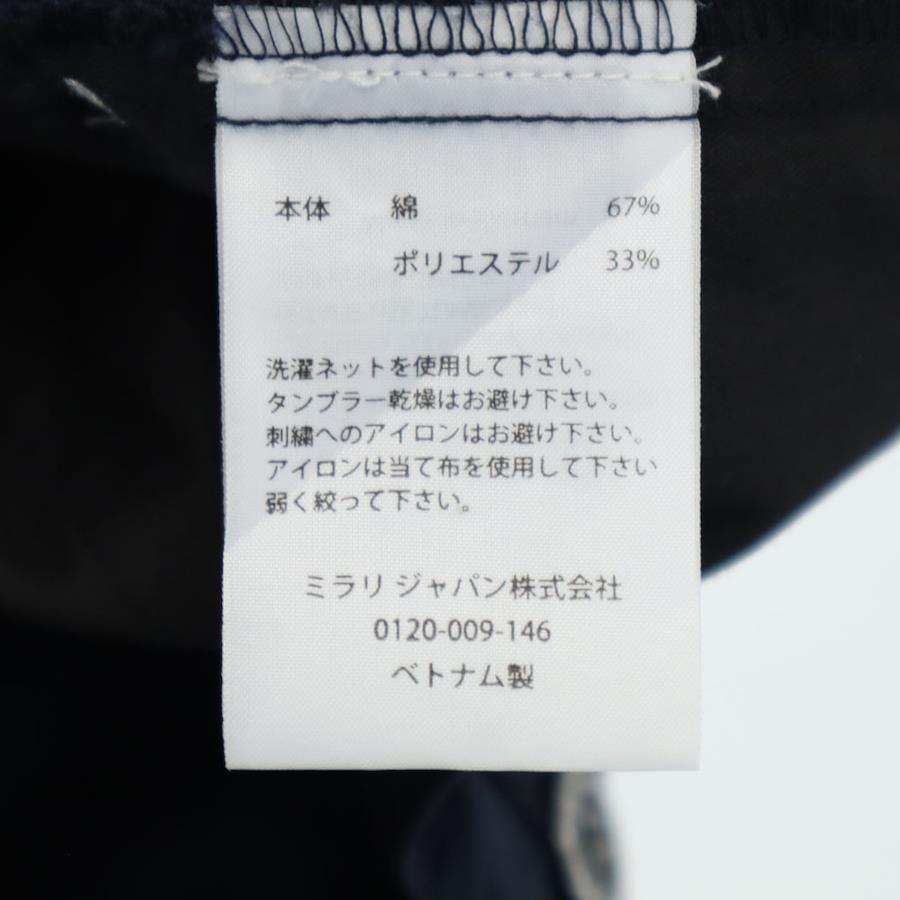 本体 綿 67%
ポリエステル 33%
洗濯ネットを使用して下さい。
タンブラー乾燥はお避け下さい。
刺繍へのアイロンはお避け下さい。
アイロンは当て布を使用して下さい
弱く絞って下さい。
ミラリ ジャパン株式会社
0120-009-146
ベトナム製